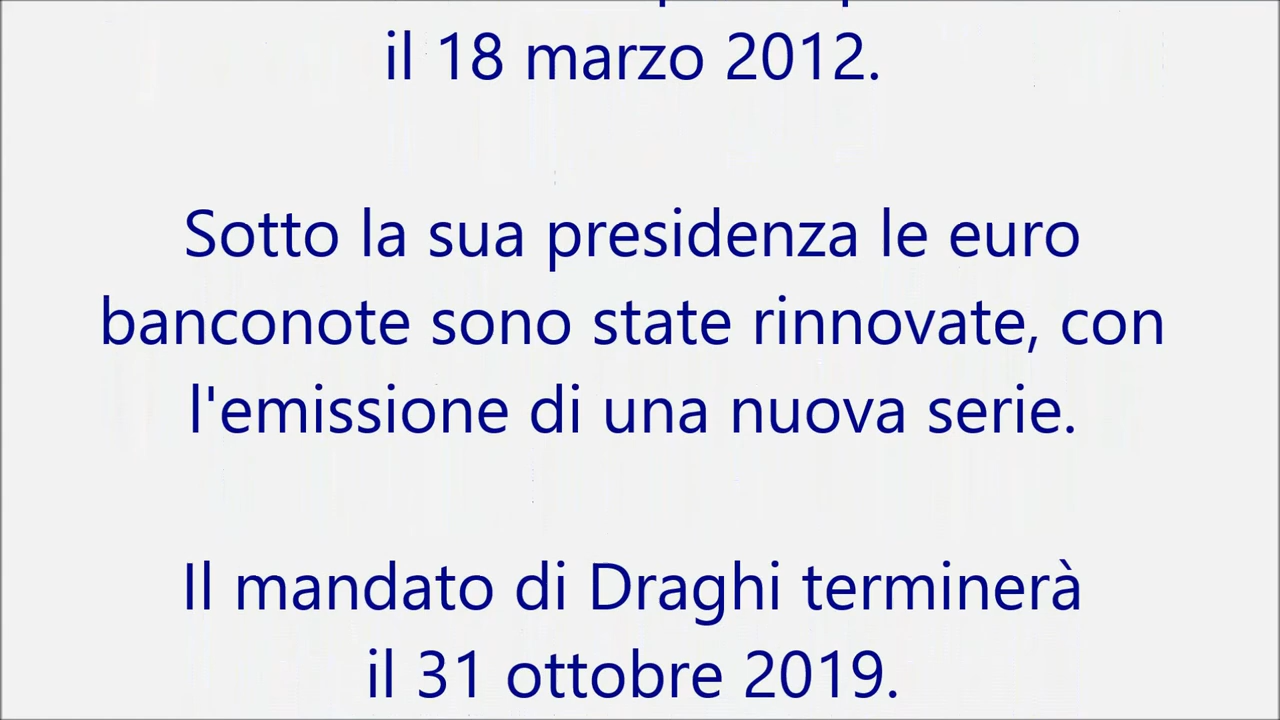 il 18 marzo 2012.
Sotto la sua presidenza le euro
banconote sono state rinnovate, con
l'emissione di una nuova serie.
Il mandato di Draghi terminerà
il 31 ottobre 2019.